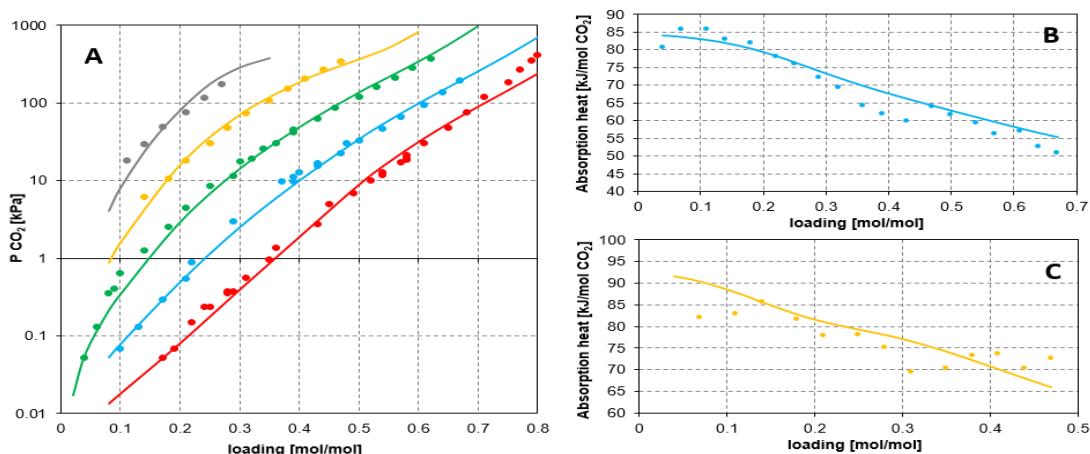 A
P CO₂ [kPa]
1000
100
10
1
0.1
0.01
0 0.1 0.2 0.3 0.4 0.5 0.6 0.7 0.8
loading [mol/mol]
B
Absorption heat [kJ/mol CO₂]
90
85
80
75
70
65
60
55
50
45
40
0 0.1 0.2 0.3 0.4 0.5 0.6 0.7
loading [mol/mol]
C
Absorption heat [kJ/mol CO₂]
100
95
90
85
80
75
70
65
60
0 0.1 0.2 0.3 0.4 0.5
loading [mol/mol]